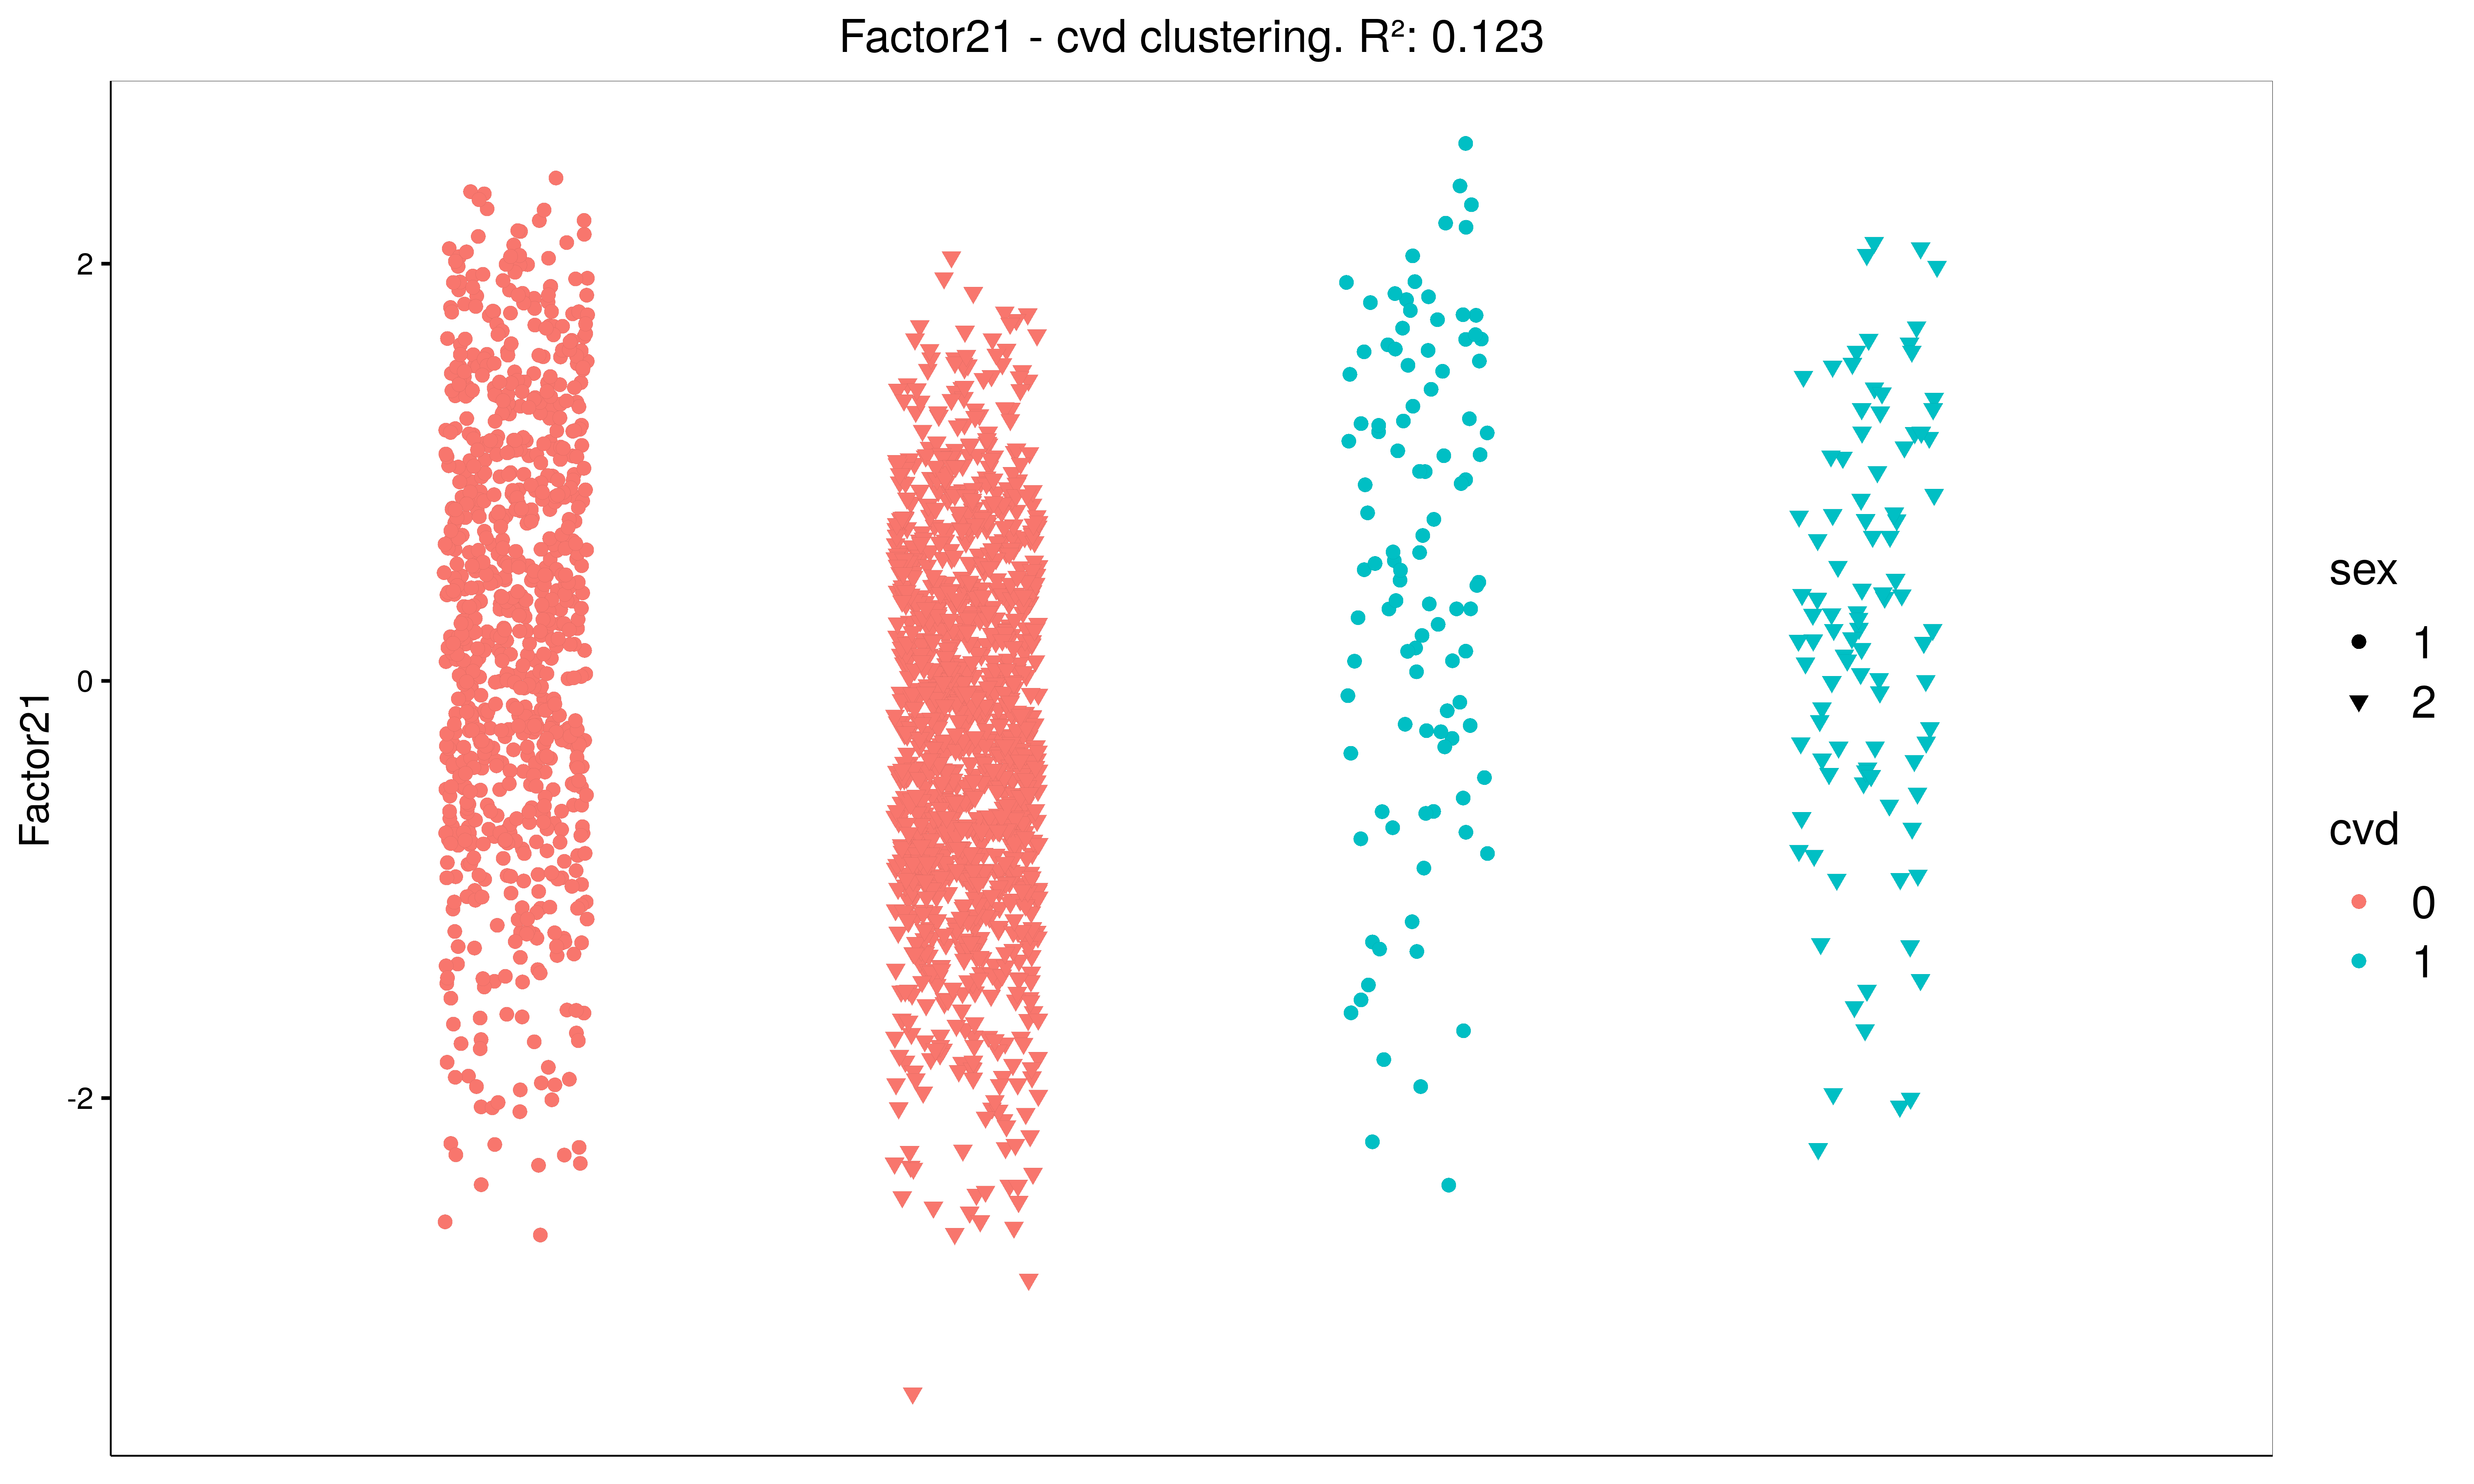 Factor21 - cvd clustering. R²: 0.123
2
0
-2
Factor21
sex
1
2
cvd
0
1